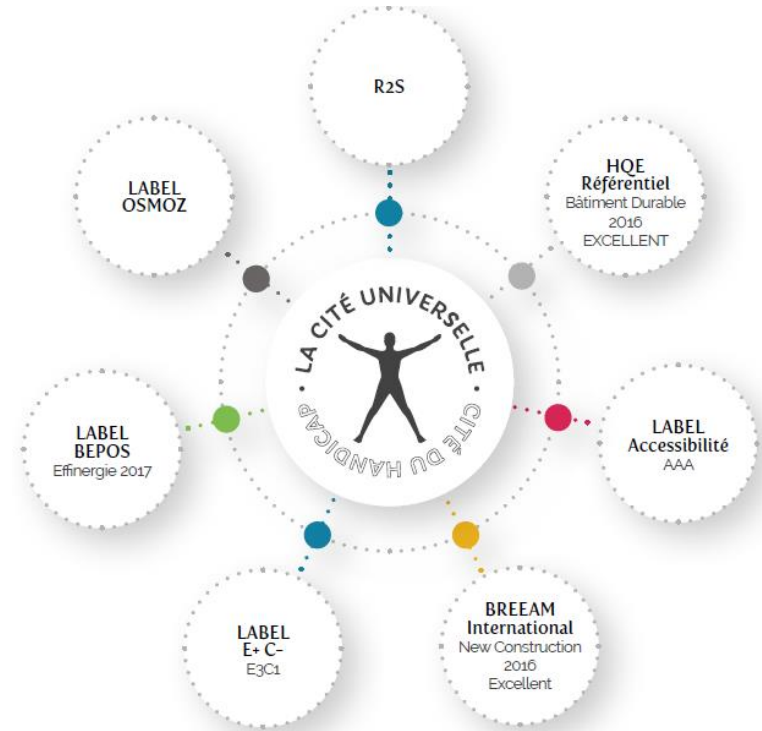 R2S
HQE
Référentiel
Bâtiment Durable
2016
EXCELLENT
LABEL
OSMOZ
• LA CITÉ UNIVERSELLE •
CITÉ DU HANDICAP
LABEL
Accessibilité
AAA
LABEL
BEPOS
Effinergie 2017
BREEAM
International
New Construction
2016
Excellent
LABEL
E+ C-
E3C1